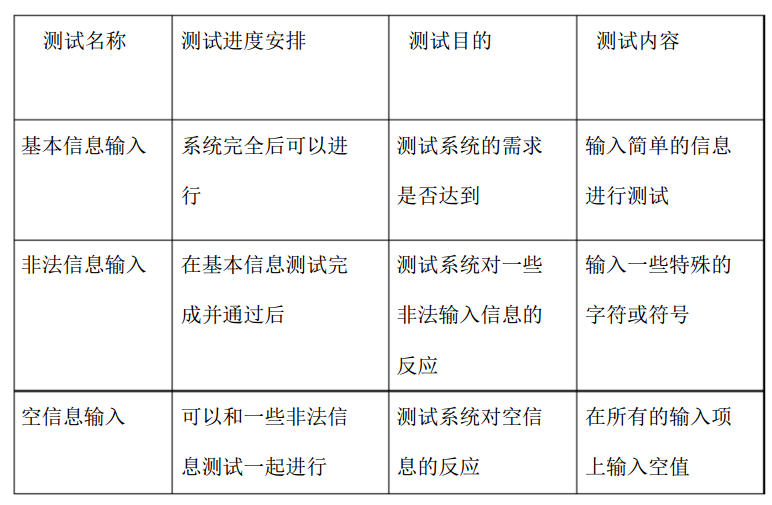 测试名称 测试进度安排 测试目的 测试内容
基本信息输入 系统完全后可以进 测试系统的需求 输入简单的信息
行 是否达到 进行测试
非法信息输入 在基本信息测试完 测试系统对一些 输入一些特殊的
成并通过后 非法输入信息的 字符或符号
反应
空信息输入 可以和一些非法信 测试系统对空信 在所有的输入项
息测试一起进行 息的反应 上输入空值